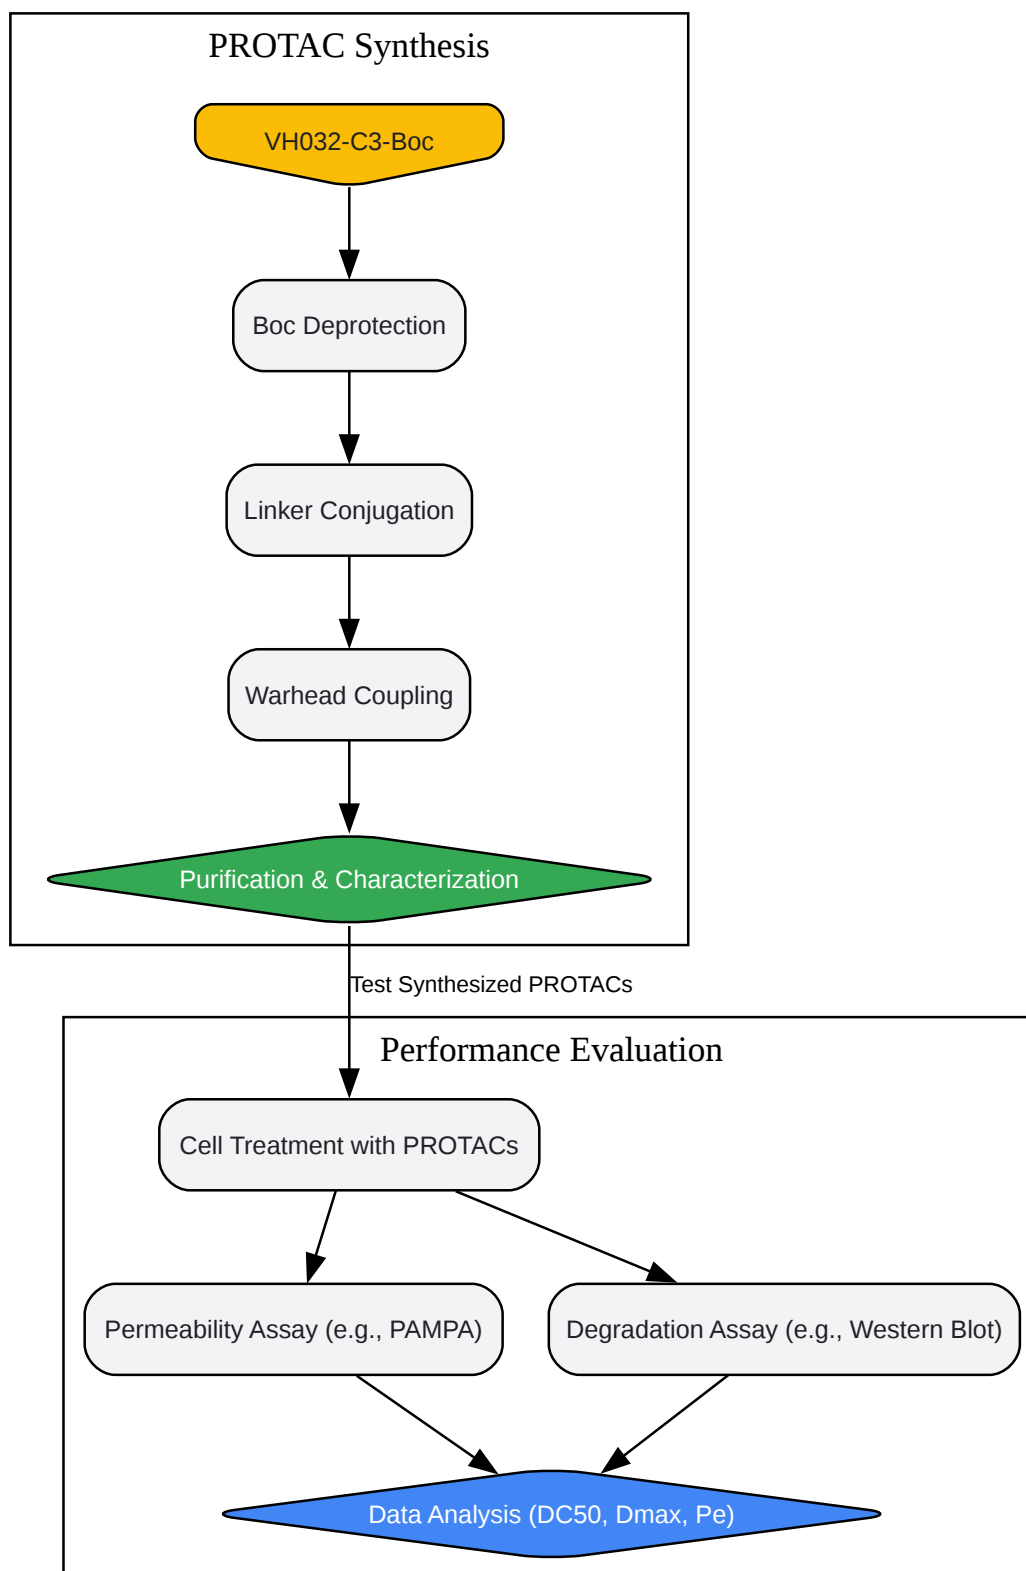 PROTAC Synthesis
VH032-C3-Boc
Boc Deprotection
Linker Conjugation
Warhead Coupling
Purification & Characterization
Test Synthesized PROTACs
Performance Evaluation
Cell Treatment with PROTACs
Permeability Assay (e.g., PAMPA)
Degradation Assay (e.g., Western Blot)
Data Analysis (DC50, Dmax, Pe)